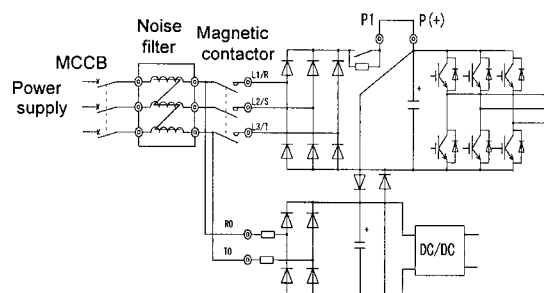 Noise
filter
Magnetic
contactor
MCCB
Power
supply
P1
P(+)
L1/R
L2/S
L3/T
+
R0
T0
+
DC/DC